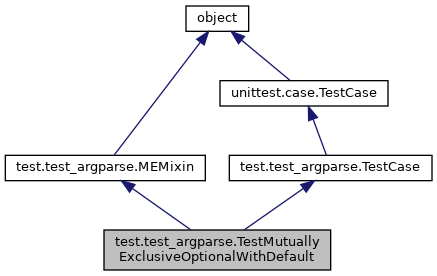 object
unittest.case.TestCase
test.test_argparse.MEMixin
test.test_argparse.TestCase
test.test_argparse.TestMutually
ExclusiveOptionalWithDefault